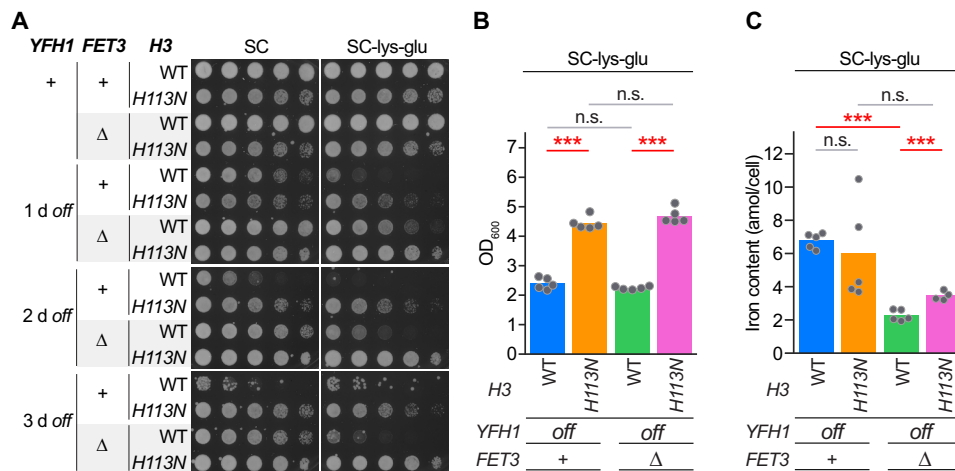 A
YFH1 FET3 H3 SC SC-lys-glu
+ + WT
H113N
Δ WT
H113N
1 d off + WT
H113N
Δ WT
H113N
2 d off + WT
H113N
Δ WT
H113N
3 d off + WT
H113N
Δ WT
H113N
B
SC-lys-glu
n.s.
n.s.
*** ***
OD600
7
6
5
4
3
2
1
0
H3 WT H113N WT H113N
YFH1 off off
FET3 + Δ
C
SC-lys-glu
n.s.
***
n.s. ***
Iron content (amol/cell)
12
10
8
6
4
2
0
H3 WT H113N WT H113N
YFH1 off off
FET3 + Δ